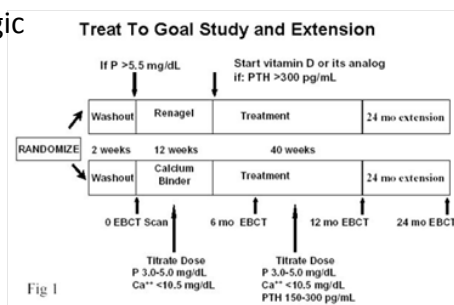 gic
Treat To Goal Study and Extension
If P >5.5 mg/dL
Start vitamin D or its analog
if: PTH >300 pg/mL
Washout Renagel Treatment 24 mo extension
RANDOMIZE 2 weeks 12 weeks 40 weeks
Washout Calcium Binder Treatment 24 mo extension
0 EBCT Scan 6 mo EBCT 12 mo EBCT 24 mo EBCT
Titrate Dose
P 3.0-5.0 mg/dL
Ca⁺⁺ <10.5 mg/dL
Titrate Dose
P 3.0-5.0 mg/dL
Ca⁺⁺ <10.5 mg/dL
PTH 150-300 pg/mL
Fig 1